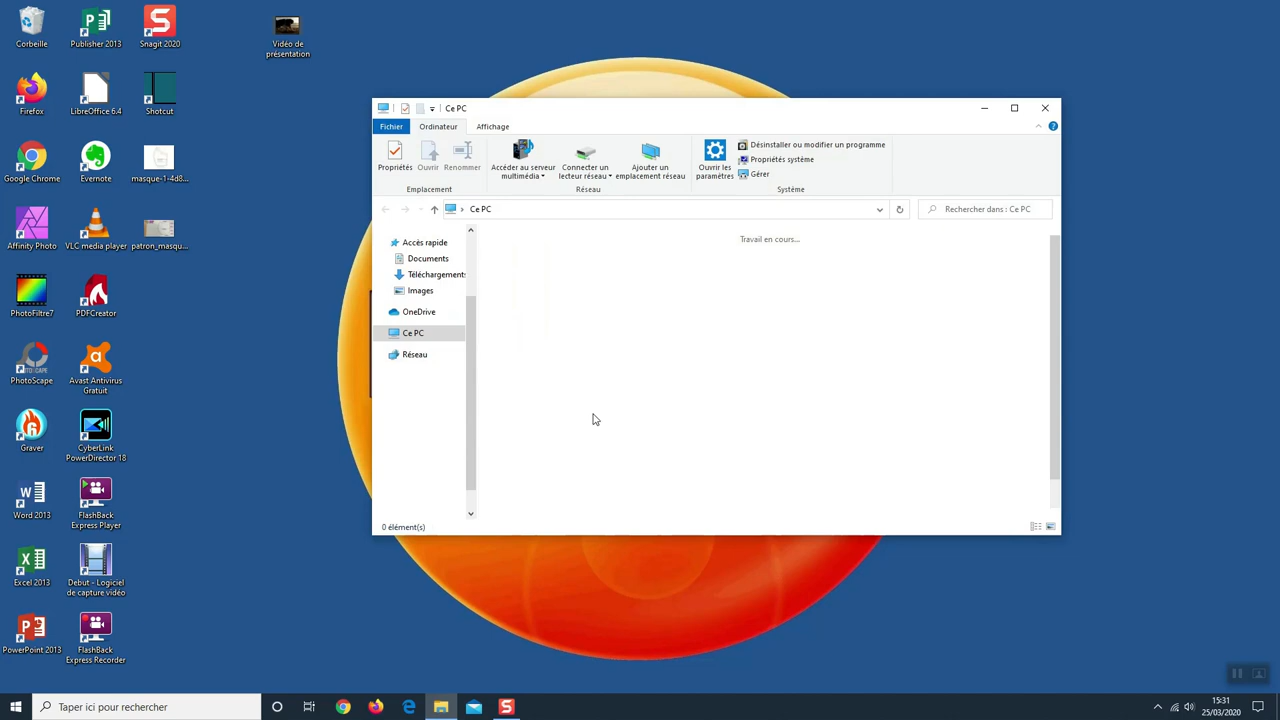 Corbeille
Publisher 2013
Snagit 2020
Vidéo de
présentation
Firefox
LibreOffice 6.4
Shotcut
Google Chrome
Evernote
masque-1-4d8...
Affinity Photo
VLC media player
patron_masqu...
PhotoFiltre7
PDFCreator
PhotoScape
Avast Antivirus
Gratuit
Graver
CyberLink
PowerDirector 18
Word 2013
FlashBack
Express Player
Excel 2013
Debut - Logiciel
de capture vidéo
PowerPoint 2013
FlashBack
Express Recorder
Ce PC
Fichier
Ordinateur
Affichage
Propriétés
Ouvrir
Renommer
Emplacement
Accéder au serveur
multimédia
Connecter un
lecteur réseau
Ajouter un
emplacement réseau
Réseau
Ouvrir les
paramètres
Désinstaller ou modifier un programme
Propriétés système
Gérer
Système
Ce PC
Rechercher dans : Ce PC
Accès rapide
Documents
Téléchargements
Images
OneDrive
Ce PC
Réseau
Travail en cours...
0 élément(s)
Taper ici pour rechercher
15:31
25/03/2020